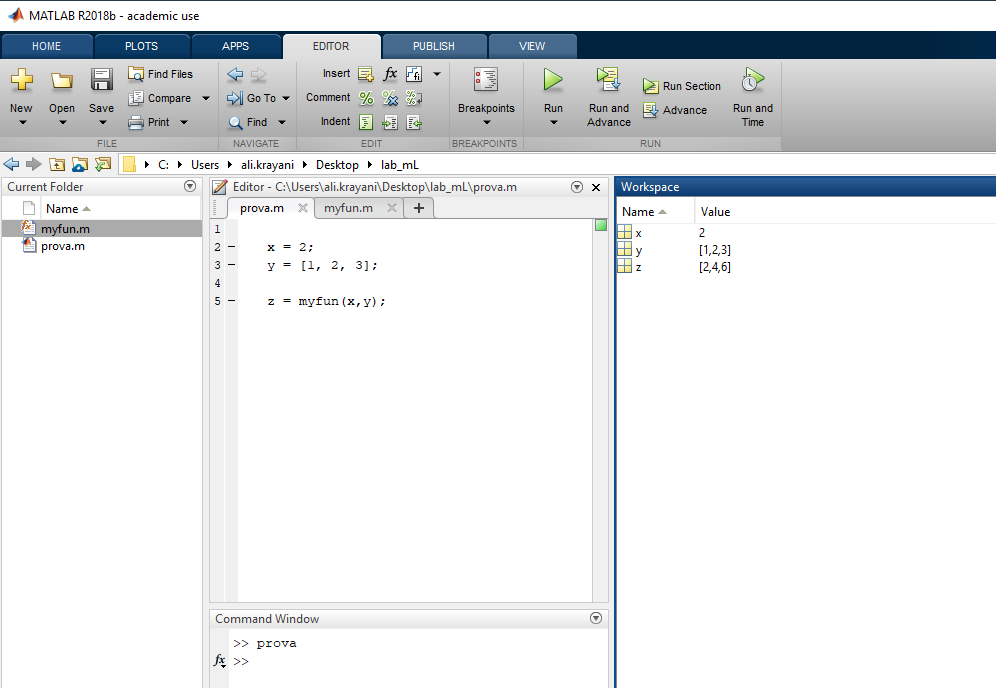 MATLAB R2018b - academic use
HOME PLOTS APPS EDITOR PUBLISH VIEW
New Open Save Find Files Compare Print
FILE
Go To Find
NAVIGATE
Insert fx
Comment
Indent
EDIT
Breakpoints
BREAKPOINTS
Run Run and Advance Run Section Advance Run and Time
RUN
C: Users ali.krayani Desktop lab_mL
Current Folder
Name
myfun.m
prova.m
Editor - C:\Users\ali.krayani\Desktop\lab_mL\prova.m
prova.m myfun.m +
1
2 – x = 2;
3 – y = [1, 2, 3];
4
5 – z = myfun(x,y);
Command Window
>> prova
fx >>
Workspace
Name Value
x 2
y [1,2,3]
z [2,4,6]